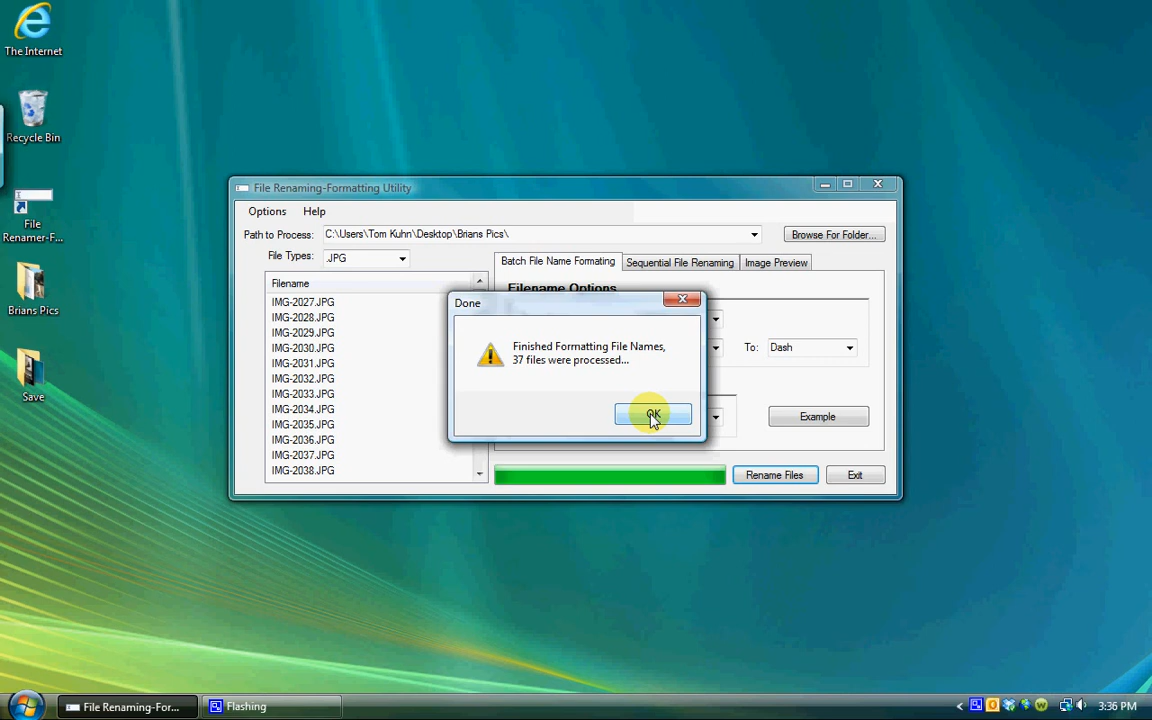 The Internet
Recycle Bin
File
Renamer-F...
Brians Pics
Save
File Renaming-Formatting Utility
Options Help
Path to Process: C:\Users\Tom Kuhn\Desktop\Brians Pics\ Browse For Folder...
File Types: .JPG
Batch File Name Formating Sequential File Renaming Image Preview
Filename
Filename Options
IMG-2027.JPG
IMG-2028.JPG
IMG-2029.JPG
IMG-2030.JPG
IMG-2031.JPG
IMG-2032.JPG
IMG-2033.JPG
IMG-2034.JPG
IMG-2035.JPG
IMG-2036.JPG
IMG-2037.JPG
IMG-2038.JPG
To: Dash
Example
Rename Files Exit
Done
Finished Formatting File Names,
37 files were processed...
OK
File Renaming-For... Flashing 3:36 PM